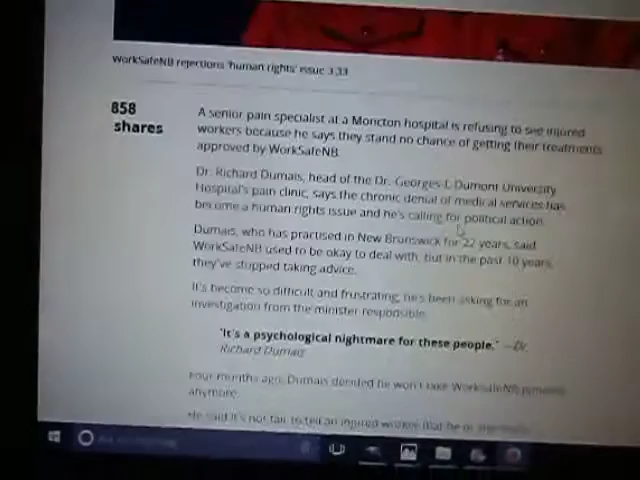 WorkSafeNB rejections 'human rights' issue 3:33
858
shares
A senior pain specialist at a Moncton hospital is refusing to see injured
workers because he says they stand no chance of getting their treatments
approved by WorkSafeNB.
Dr. Richard Dumais, head of the Dr. Georges-L Dumont University
Hospital's pain clinic, says the chronic denial of medical services has
become a human rights issue and he's calling for political action.
Dumais, who has practised in New Brunswick for 22 years, said
WorkSafeNB used to be okay to deal with, but in the past 10 years,
they've stopped taking advice.
It's become so difficult and frustrating, he's been asking for an
investigation from the minister responsible.
"It's a psychological nightmare for these people." — Dr.
Richard Dumais
Four months ago, Dumais decided he won't take WorkSafeNB patients
anymore.
He said it's not fair to tell an injured worker that he or she